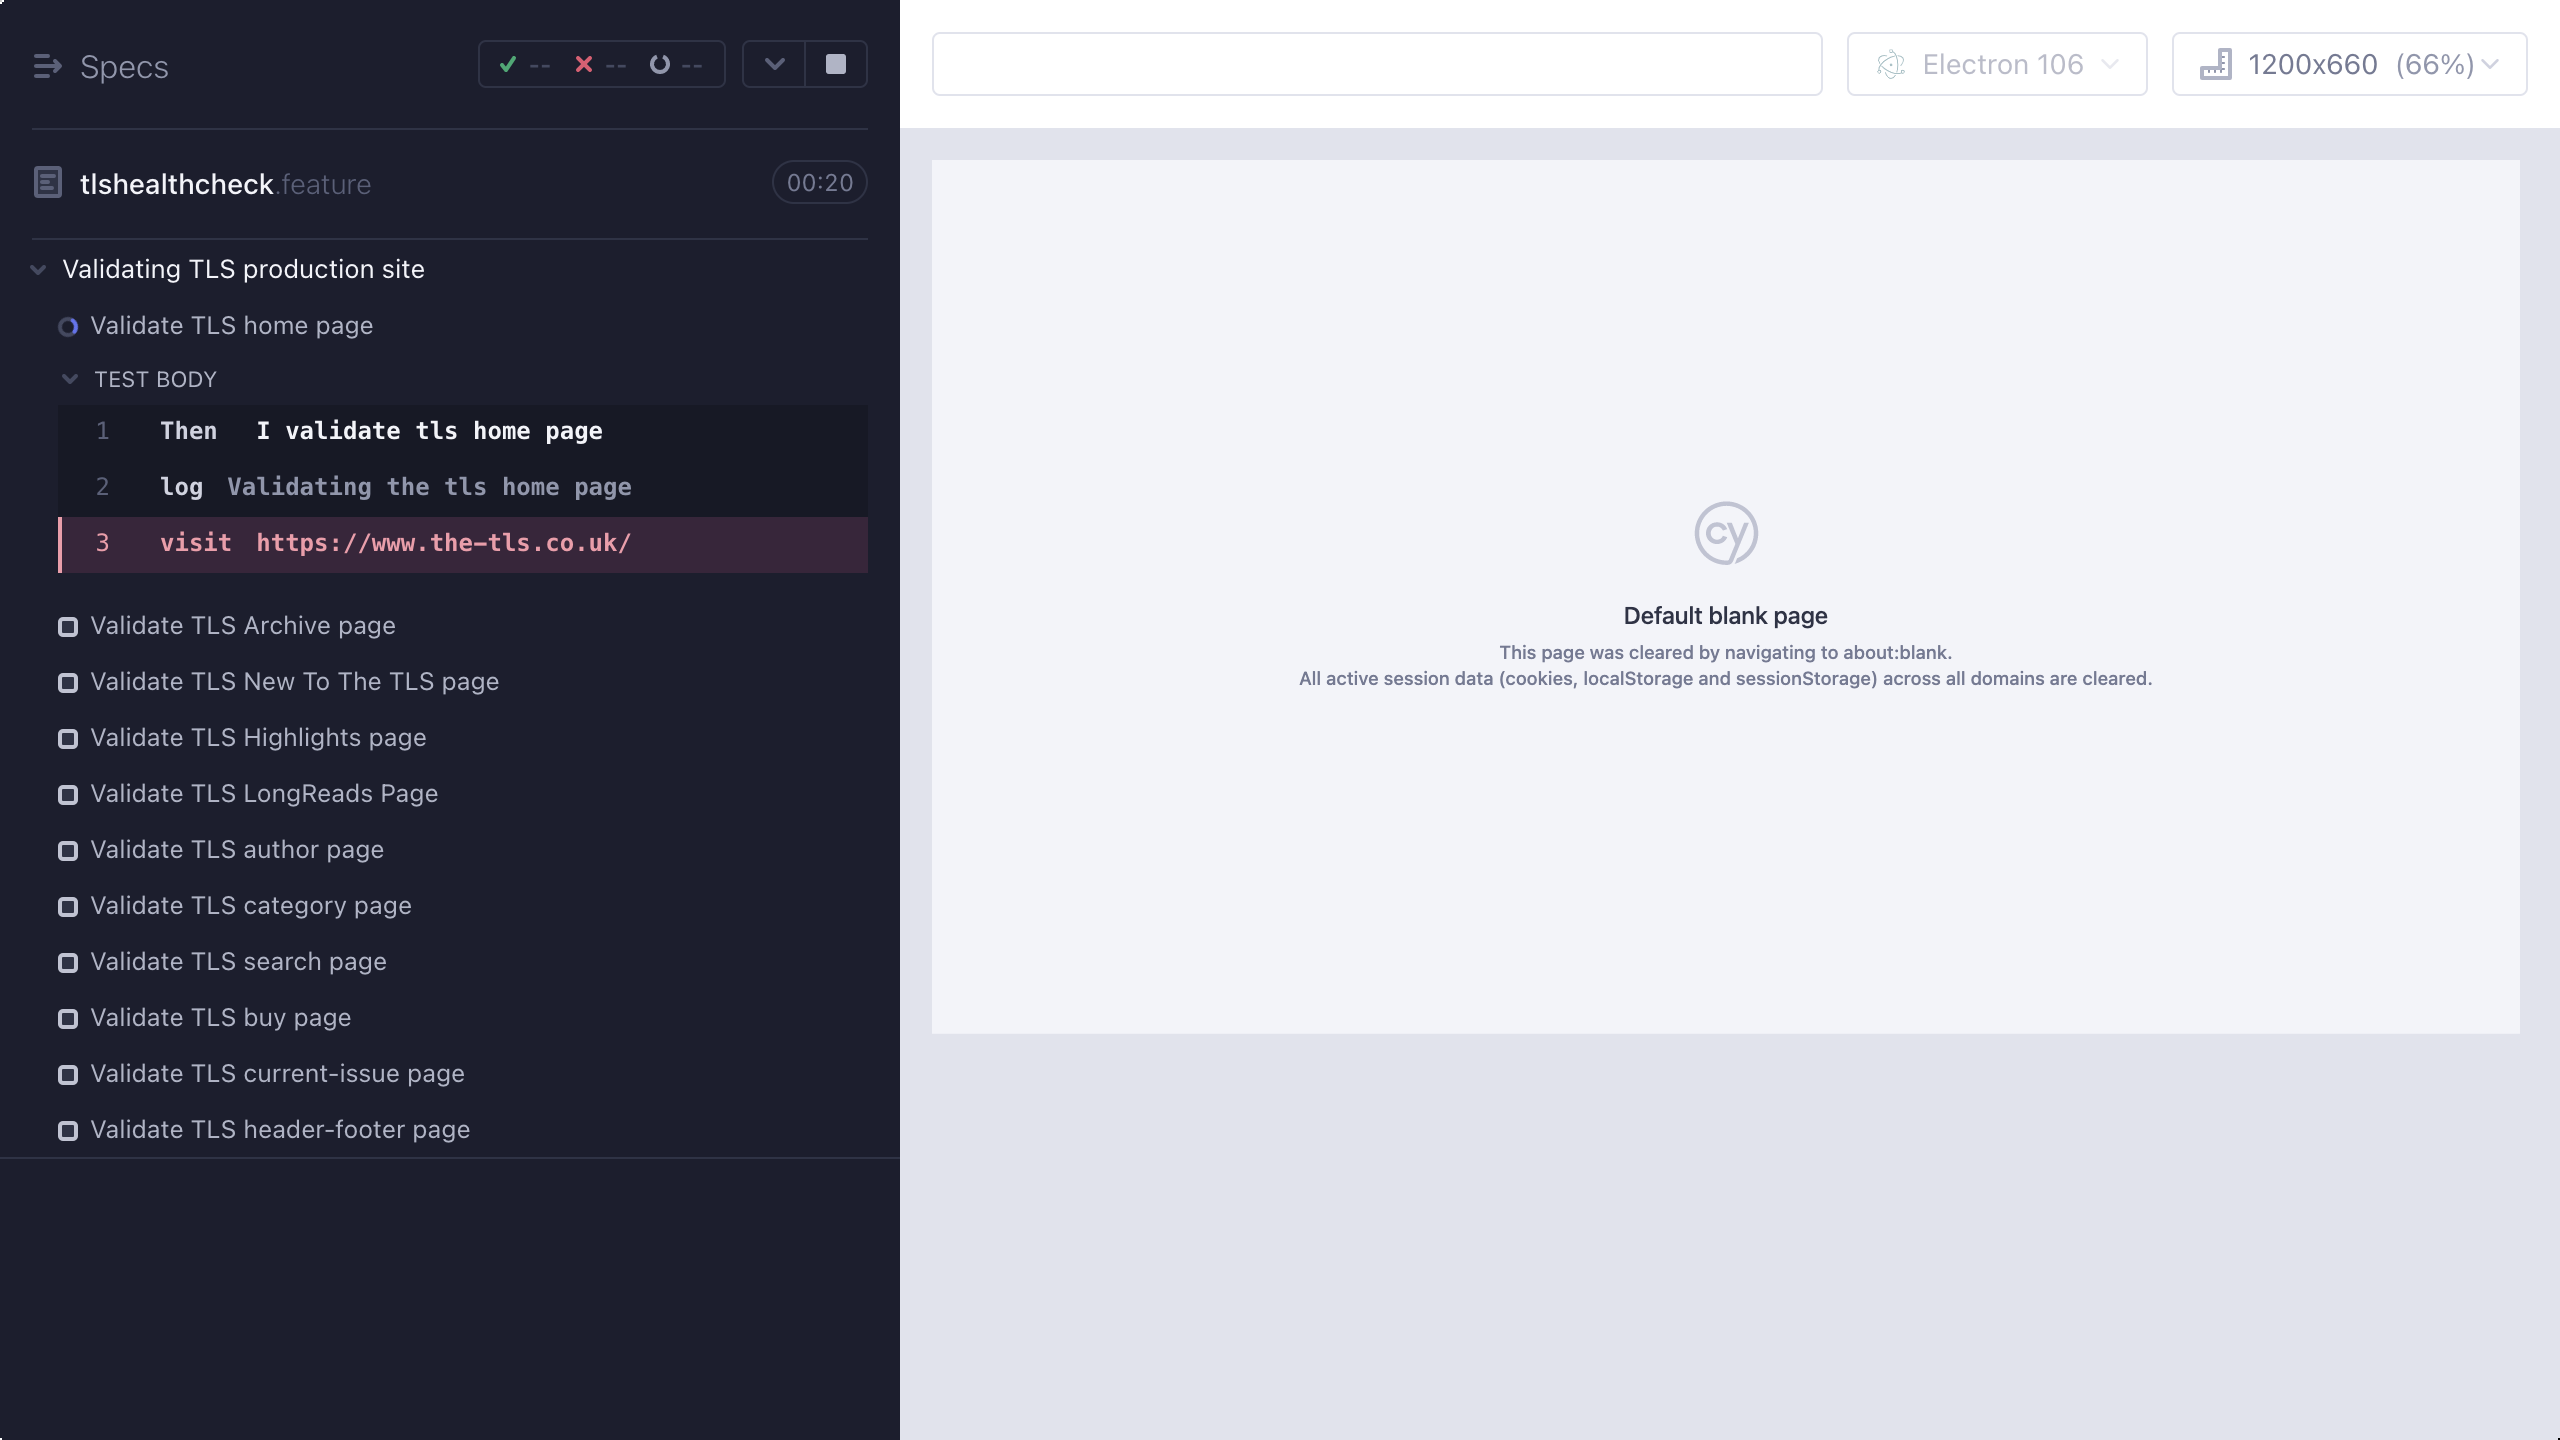 Specs
-- -- --
tlshealthcheck.feature
00:20
Validating TLS production site
Validate TLS home page
TEST BODY
1 Then I validate tls home page
2 log Validating the tls home page
3 visit https://www.the-tls.co.uk/
Validate TLS Archive page
Validate TLS New To The TLS page
Validate TLS Highlights page
Validate TLS LongReads Page
Validate TLS author page
Validate TLS category page
Validate TLS search page
Validate TLS buy page
Validate TLS current-issue page
Validate TLS header-footer page
Electron 106
1200x660 (66%)
cy
Default blank page
This page was cleared by navigating to about:blank.
All active session data (cookies, localStorage and sessionStorage) across all domains are cleared.